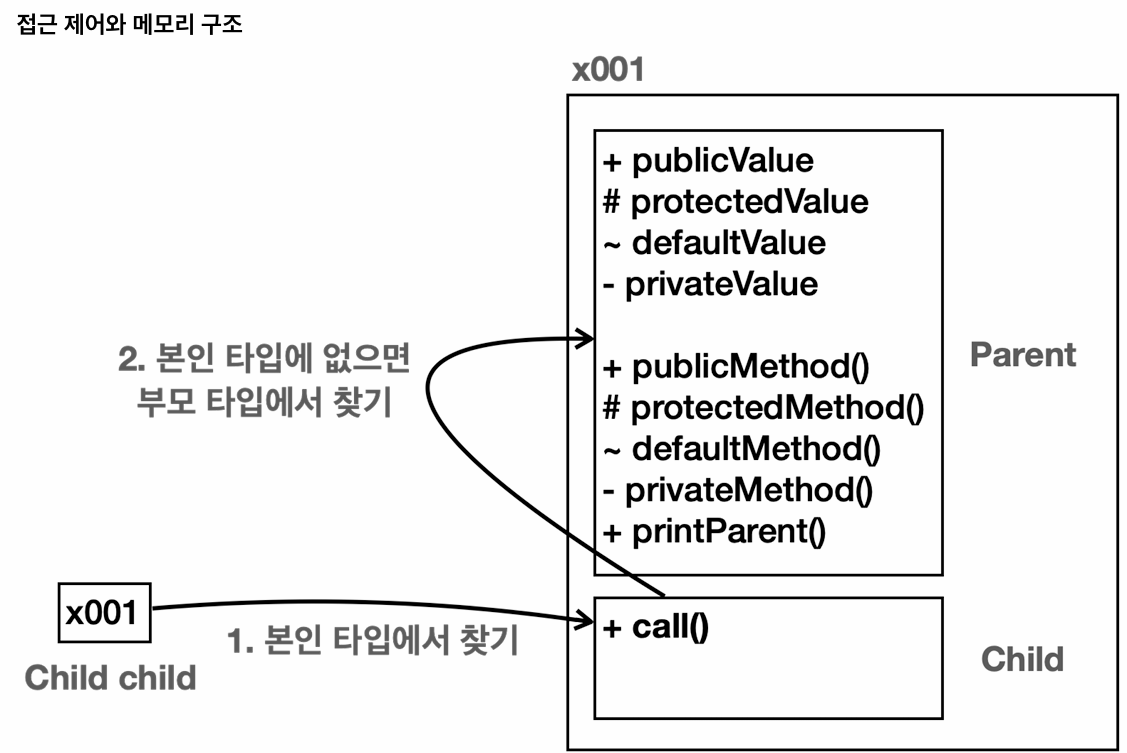 접근 제어와 메모리 구조
x001
+ publicValue
# protectedValue
~ defaultValue
- privateValue
+ publicMethod()
# protectedMethod()
~ defaultMethod()
- privateMethod()
+ printParent()
Parent
2. 본인 타입에 없으면
부모 타입에서 찾기
x001
Child child
1. 본인 타입에서 찾기
+ call()
Child